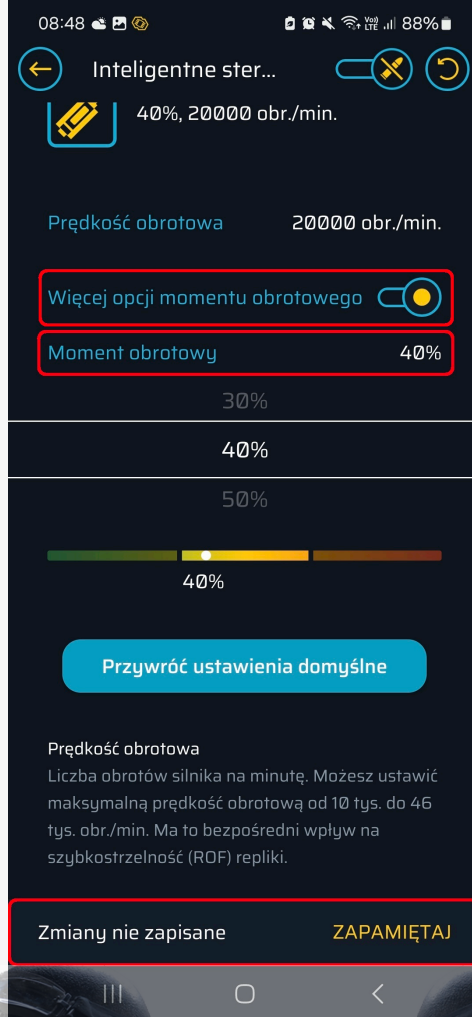 08:48 88%
Inteligentne ster...
40%, 20000 obr./min.
Prędkość obrotowa 20000 obr./min.
Więcej opcji momentu obrotowego
Moment obrotowy 40%
30%
40%
50%
40%
Przywróć ustawienia domyślne
Prędkość obrotowa
Liczba obrotów silnika na minutę. Możesz ustawić
maksymalną prędkość obrotową od 10 tys. do 46
tys. obr./min. Ma to bezpośredni wpływ na
szybkostrzelność (ROF) repliki.
Zmiany nie zapisane ZAPAMIĘTAJ